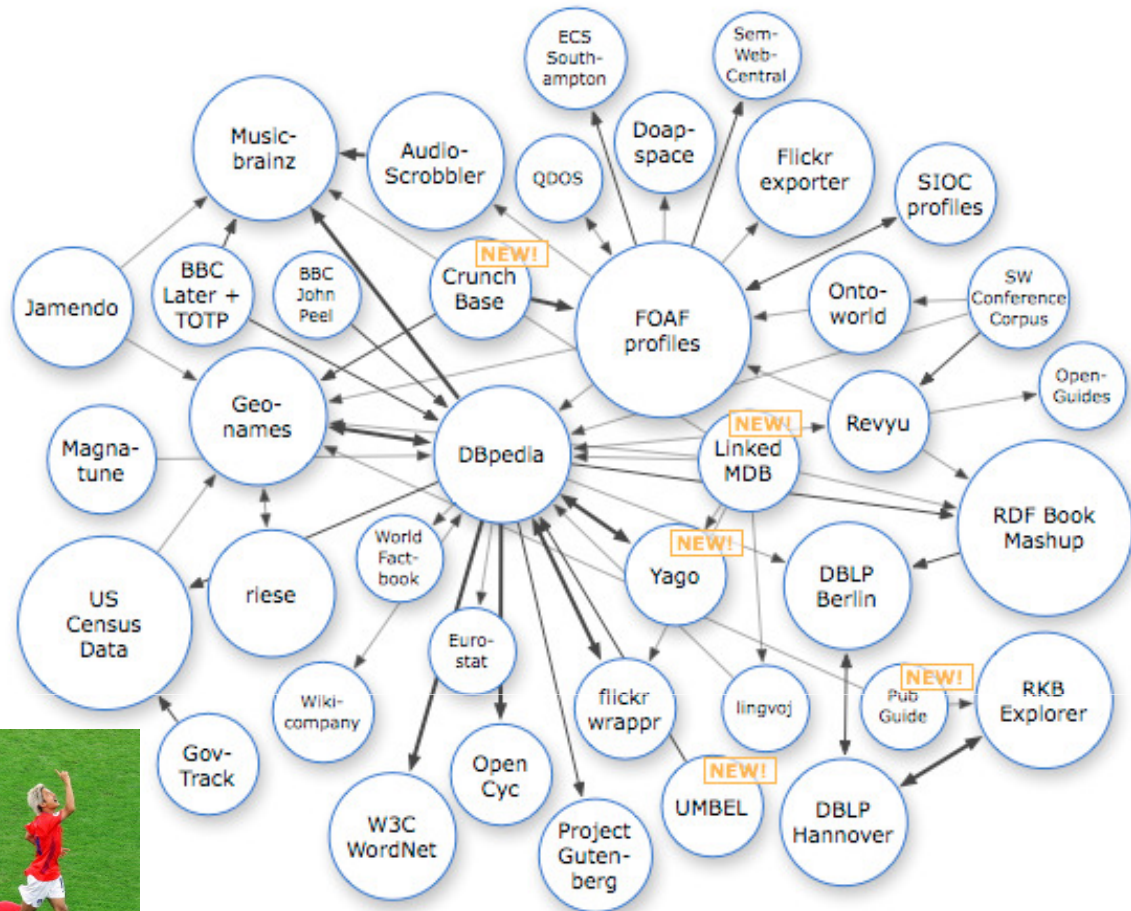 ECS
South-
ampton
Sem-
Web-
Central
Music-
brainz
Audio-
Scrobbler
QDOS
Doap-
space
Flickr
exporter
SIOC
profiles
Jamendo
BBC
Later +
TOTP
BBC
John
Peel
NEW!
Crunch
Base
FOAF
profiles
Onto-
world
SW
Conference
Corpus
Open-
Guides
Geo-
names
Magna-
tune
DBpedia
NEW!
Linked
MDB
Revyu
RDF Book
Mashup
US
Census
Data
riese
World
Fact-
book
NEW!
Yago
DBLP
Berlin
Euro-
stat
Wiki-
company
flickr
wrappr
lingvoj
NEW!
Pub
Guide
RKB
Explorer
Gov-
Track
W3C
WordNet
Open
Cyc
Project
Guten-
berg
NEW!
UMBEL
DBLP
Hannover